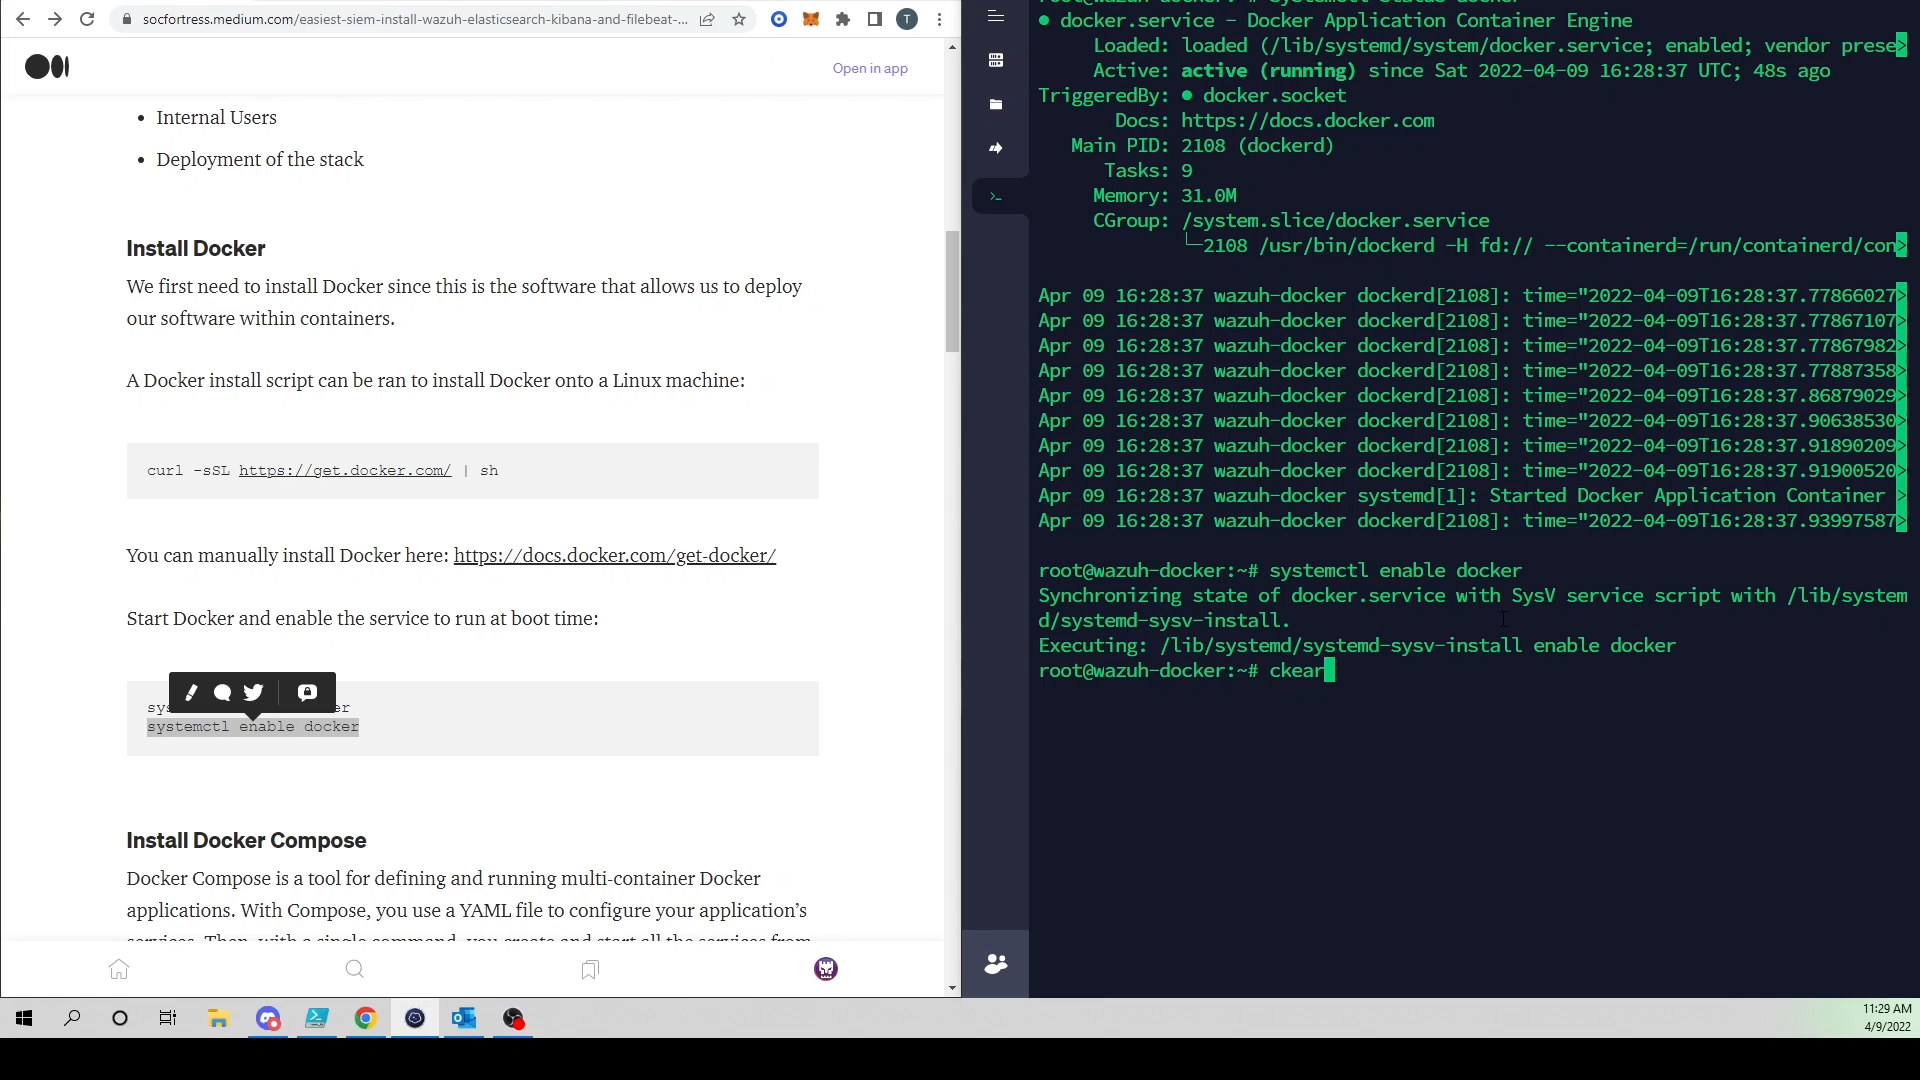 socfortress.medium.com/easiest-siem-install-wazuh-elasticsearch-kibana-and-filebeat-...
T
Open in app
Internal Users
Deployment of the stack
Install Docker
We first need to install Docker since this is the software that allows us to deploy
our software within containers.
A Docker install script can be ran to install Docker onto a Linux machine:
curl -sSL https://get.docker.com/ | sh
You can manually install Docker here: https://docs.docker.com/get-docker/
Start Docker and enable the service to run at boot time:
systemctl enable docker
Install Docker Compose
Docker Compose is a tool for defining and running multi-container Docker
applications. With Compose, you use a YAML file to configure your application's
services. Then, with a single command, you create and start all the services from
● docker.service - Docker Application Container Engine
Loaded: loaded (/lib/systemd/system/docker.service; enabled; vendor prese>
Active: active (running) since Sat 2022-04-09 16:28:37 UTC; 48s ago
TriggeredBy: ● docker.socket
Docs: https://docs.docker.com
Main PID: 2108 (dockerd)
Tasks: 9
Memory: 31.0M
CGroup: /system.slice/docker.service
└─2108 /usr/bin/dockerd -H fd:// --containerd=/run/containerd/con>
Apr 09 16:28:37 wazuh-docker dockerd[2108]: time="2022-04-09T16:28:37.77866027>
Apr 09 16:28:37 wazuh-docker dockerd[2108]: time="2022-04-09T16:28:37.77867107>
Apr 09 16:28:37 wazuh-docker dockerd[2108]: time="2022-04-09T16:28:37.77867982>
Apr 09 16:28:37 wazuh-docker dockerd[2108]: time="2022-04-09T16:28:37.77887358>
Apr 09 16:28:37 wazuh-docker dockerd[2108]: time="2022-04-09T16:28:37.86879029>
Apr 09 16:28:37 wazuh-docker dockerd[2108]: time="2022-04-09T16:28:37.90638530>
Apr 09 16:28:37 wazuh-docker dockerd[2108]: time="2022-04-09T16:28:37.91890209>
Apr 09 16:28:37 wazuh-docker dockerd[2108]: time="2022-04-09T16:28:37.91900520>
Apr 09 16:28:37 wazuh-docker systemd[1]: Started Docker Application Container >
Apr 09 16:28:37 wazuh-docker dockerd[2108]: time="2022-04-09T16:28:37.93997587>
root@wazuh-docker:~# systemctl enable docker
Synchronizing state of docker.service with SysV service script with /lib/system
d/systemd-sysv-install.
Executing: /lib/systemd/systemd-sysv-install enable docker
root@wazuh-docker:~# ckear
11:29 AM
4/9/2022